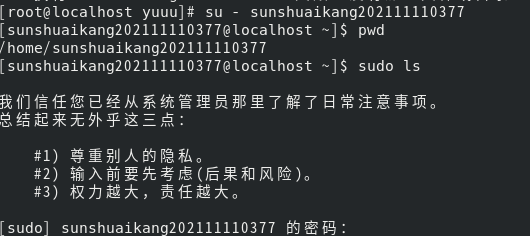 [root@localhost yuuu]# su - sunshuaikang202111110377
[sunshuaikang202111110377@localhost ~]$ pwd
/home/sunshuaikang202111110377
[sunshuaikang202111110377@localhost ~]$ sudo ls
我们信任您已经从系统管理员那里了解了日常注意事项。
总结起来无外乎这三点：
#1) 尊重别人的隐私。
#2) 输入前要先考虑(后果和风险)。
#3) 权力越大，责任越大。
[sudo] sunshuaikang202111110377 的密码：